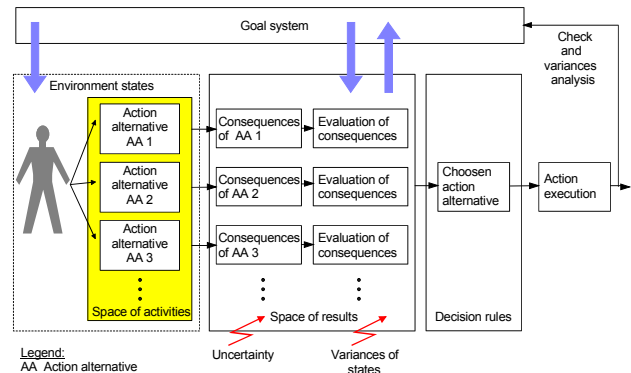 Goal system
Check
and
variances
analysis
Environment states
Action
alternative
AA 1
Consequences
of AA 1
Evaluation of
consequences
Action
alternative
AA 2
Consequences
of AA 2
Evaluation of
consequences
Choosen
action
alternative
Action
execution
Action
alternative
AA 3
Consequences
of AA 3
Evaluation of
consequences
Space of activities
Space of results
Decision rules
Uncertainty
Variances of
states
Legend:
AA Action alternative